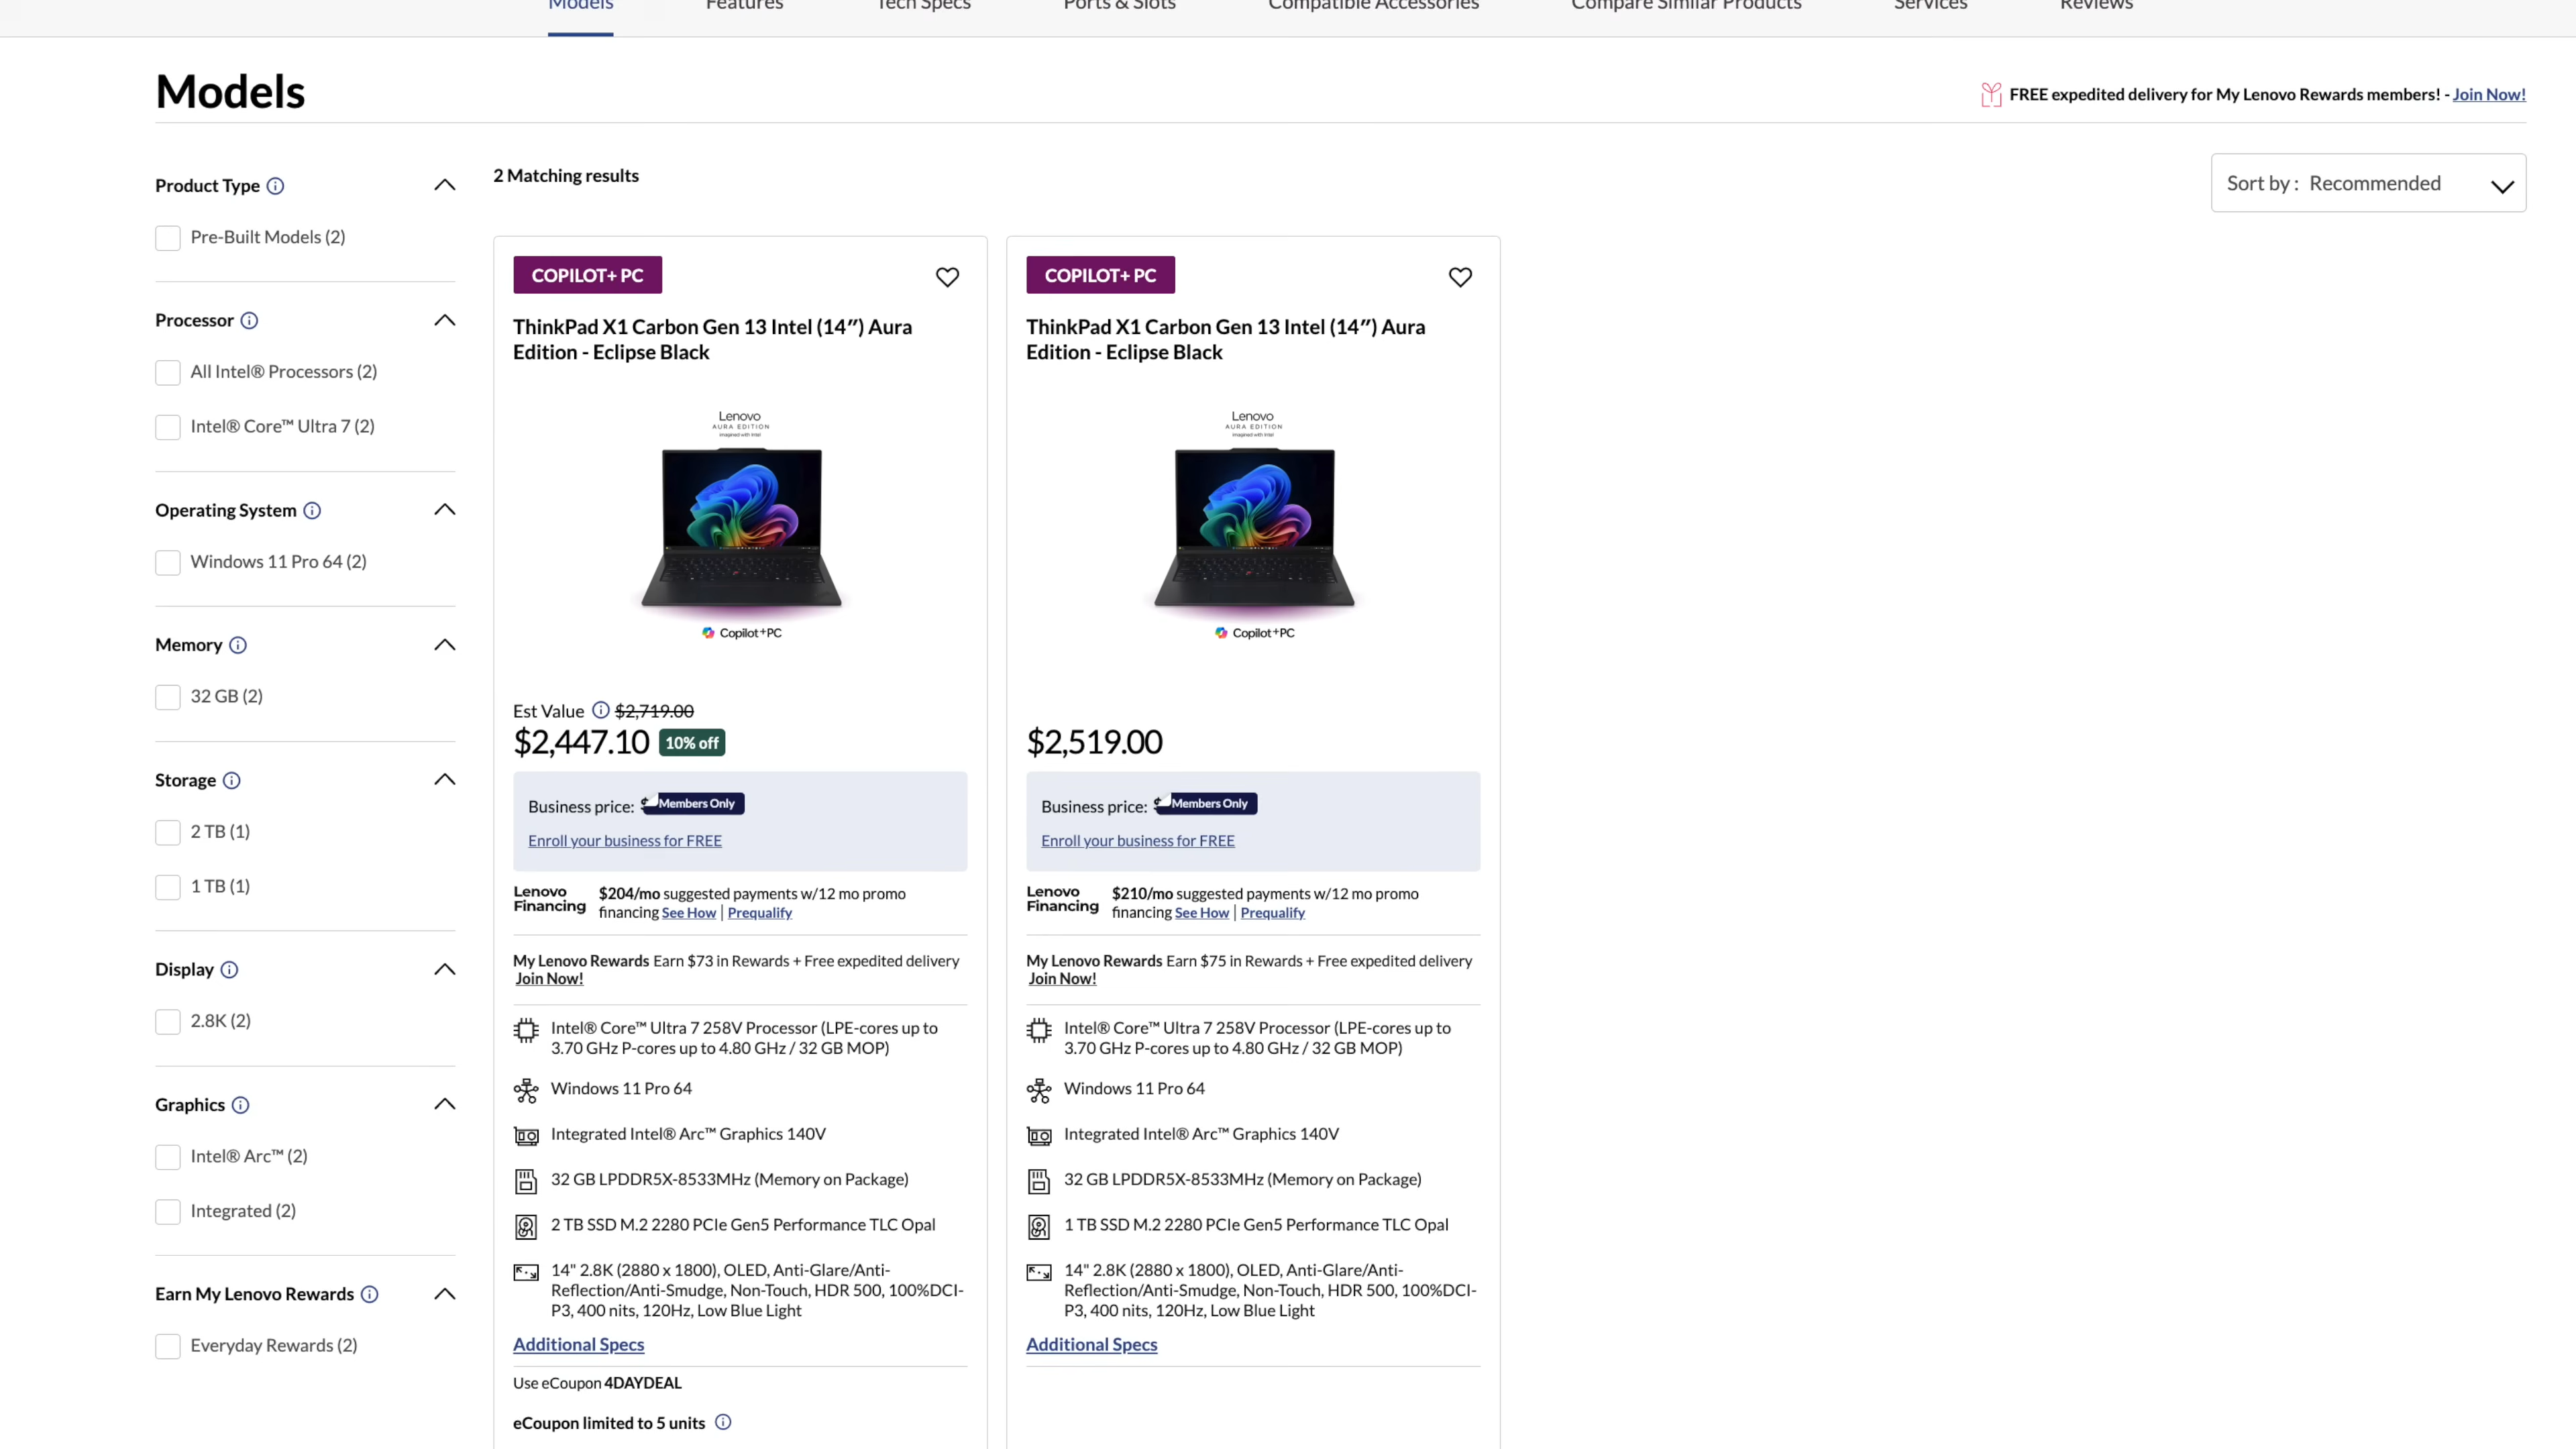 Models
Features
Tech Specs
Ports & Slots
Compatible Accessories
Compare Similar Products
Services
Reviews
Models
FREE expedited delivery for My Lenovo Rewards members! - Join Now!
Product Type
Pre-Built Models (2)
Processor
All Intel® Processors (2)
Intel® Core™ Ultra 7 (2)
Operating System
Windows 11 Pro 64 (2)
Memory
32 GB (2)
Storage
2 TB (1)
1 TB (1)
Display
2.8K (2)
Graphics
Intel® Arc™ (2)
Integrated (2)
Earn My Lenovo Rewards
Everyday Rewards (2)
2 Matching results
Sort by : Recommended
COPILOT+ PC
ThinkPad X1 Carbon Gen 13 Intel (14″) Aura
Edition - Eclipse Black
Lenovo
AURA EDITION
imagined with Intel
Copilot+PC
Est Value $2,719.00
$2,447.10 10% off
Business price: Members Only
Enroll your business for FREE
Lenovo
Financing
$204/mo suggested payments w/12 mo promo
financing See How | Prequalify
My Lenovo Rewards Earn $73 in Rewards + Free expedited delivery
Join Now!
Intel® Core™ Ultra 7 258V Processor (LPE-cores up to
3.70 GHz P-cores up to 4.80 GHz / 32 GB MOP)
Windows 11 Pro 64
Integrated Intel® Arc™ Graphics 140V
32 GB LPDDR5X-8533MHz (Memory on Package)
2 TB SSD M.2 2280 PCIe Gen5 Performance TLC Opal
14" 2.8K (2880 x 1800), OLED, Anti-Glare/Anti-
Reflection/Anti-Smudge, Non-Touch, HDR 500, 100%DCI-
P3, 400 nits, 120Hz, Low Blue Light
Additional Specs
Use eCoupon 4DAYDEAL
eCoupon limited to 5 units
COPILOT+ PC
ThinkPad X1 Carbon Gen 13 Intel (14″) Aura
Edition - Eclipse Black
Lenovo
AURA EDITION
imagined with Intel
Copilot+PC
$2,519.00
Business price: Members Only
Enroll your business for FREE
Lenovo
Financing
$210/mo suggested payments w/12 mo promo
financing See How | Prequalify
My Lenovo Rewards Earn $75 in Rewards + Free expedited delivery
Join Now!
Intel® Core™ Ultra 7 258V Processor (LPE-cores up to
3.70 GHz P-cores up to 4.80 GHz / 32 GB MOP)
Windows 11 Pro 64
Integrated Intel® Arc™ Graphics 140V
32 GB LPDDR5X-8533MHz (Memory on Package)
1 TB SSD M.2 2280 PCIe Gen5 Performance TLC Opal
14" 2.8K (2880 x 1800), OLED, Anti-Glare/Anti-
Reflection/Anti-Smudge, Non-Touch, HDR 500, 100%DCI-
P3, 400 nits, 120Hz, Low Blue Light
Additional Specs